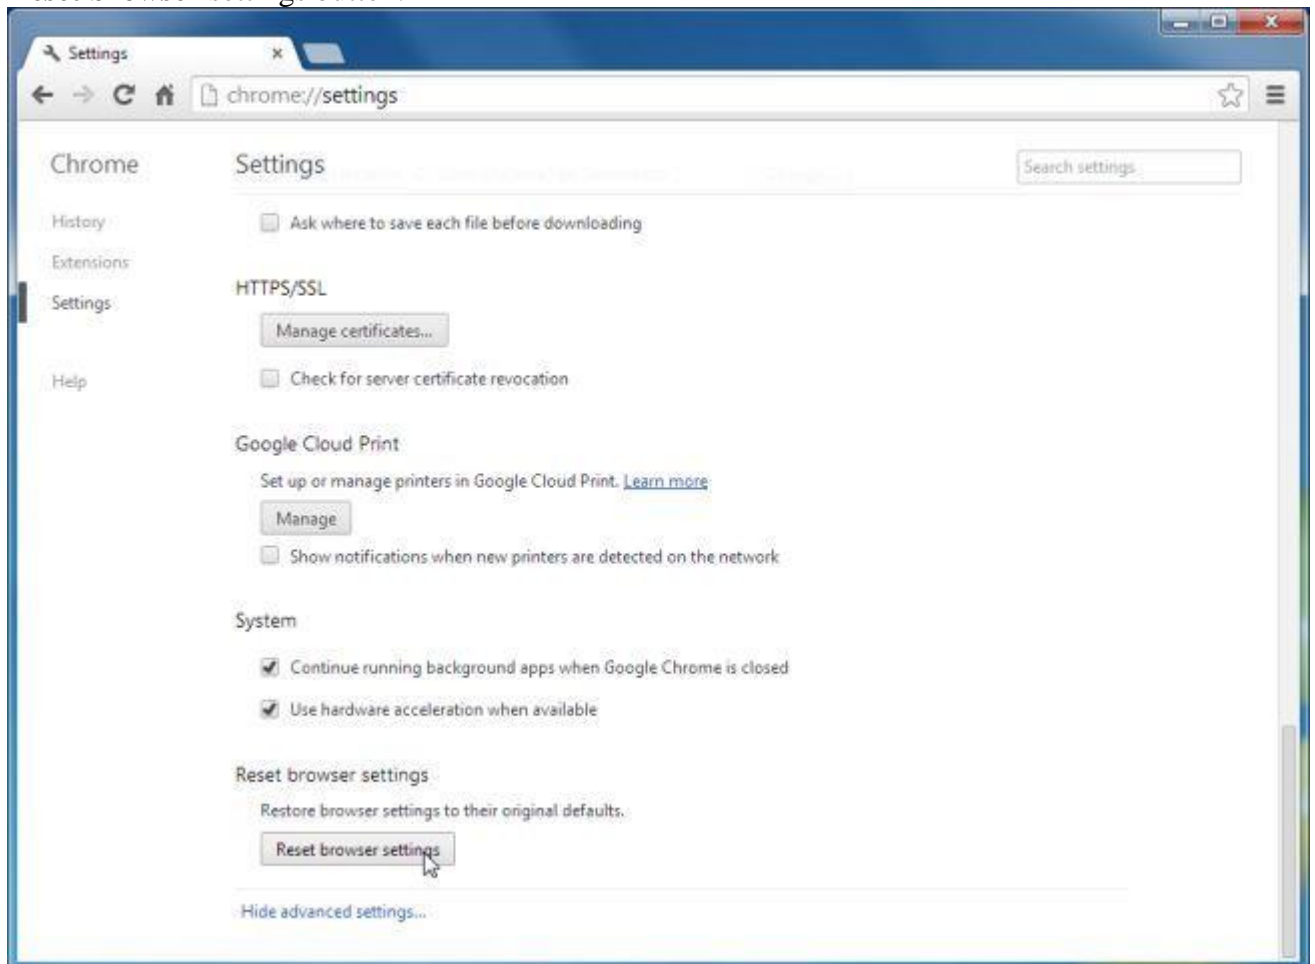 Settings
chrome://settings
Chrome
Settings
Search settings
History
Extensions
Settings
Help
Ask where to save each file before downloading
HTTPS/SSL
Manage certificates...
Check for server certificate revocation
Google Cloud Print
Set up or manage printers in Google Cloud Print. Learn more
Manage
Show notifications when new printers are detected on the network
System
Continue running background apps when Google Chrome is closed
Use hardware acceleration when available
Reset browser settings
Restore browser settings to their original defaults.
Reset browser settings
Hide advanced settings...